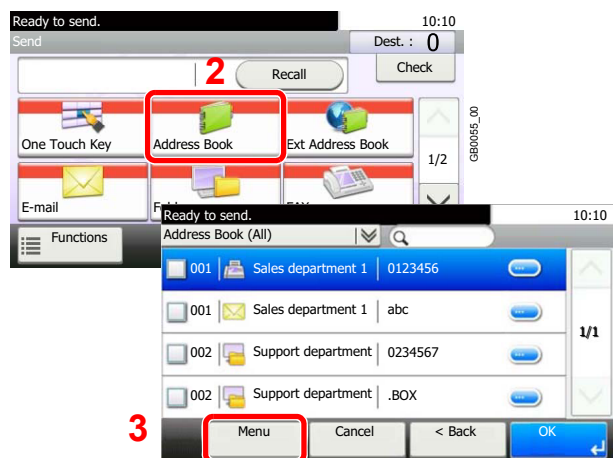 Ready to send. 10:10
Send Dest. : 0
2 Recall Check
One Touch Key Address Book Ext Address Book
1/2
GB0055_00
E-mail
Functions
Ready to send. 10:10
Address Book (All)
001 Sales department 1 0123456
001 Sales department 1 abc
1/1
002 Support department 0234567
002 Support department .BOX
3 Menu Cancel < Back OK